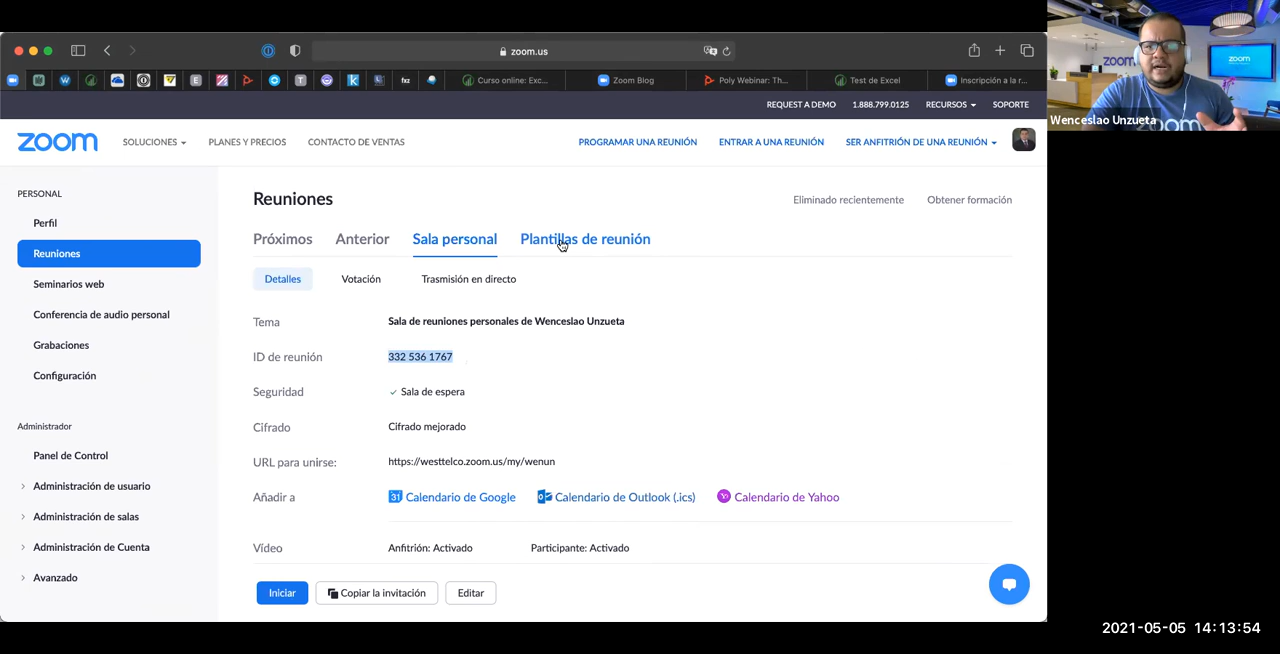 zoom.us
Curso online: Exc...
Zoom Blog
Poly Webinar: Th...
Test de Excel
Inscripción a la r...
zoom
zoom
Wenceslao Unzueta
REQUEST A DEMO 1.888.799.0125 RECURSOS SOPORTE
zoom SOLUCIONES PLANES Y PRECIOS CONTACTO DE VENTAS PROGRAMAR UNA REUNIÓN ENTRAR A UNA REUNIÓN SER ANFITRIÓN DE UNA REUNIÓN
PERSONAL
Perfil
Reuniones
Seminarios web
Conferencia de audio personal
Grabaciones
Configuración
Administrador
Panel de Control
Administración de usuario
Administración de salas
Administración de Cuenta
Avanzado
Reuniones
Eliminado recientemente Obtener formación
Próximos Anterior Sala personal Plantillas de reunión
Detalles Votación Trasmisión en directo
Tema Sala de reuniones personales de Wenceslao Unzueta
ID de reunión 332 536 1767
Seguridad Sala de espera
Cifrado Cifrado mejorado
URL para unirse: https://westtelco.zoom.us/my/wenun
Añadir a Calendario de Google Calendario de Outlook (.ics) Calendario de Yahoo
Vídeo Anfitrión: Activado Participante: Activado
Iniciar Copiar la invitación Editar
2021-05-05 14:13:54